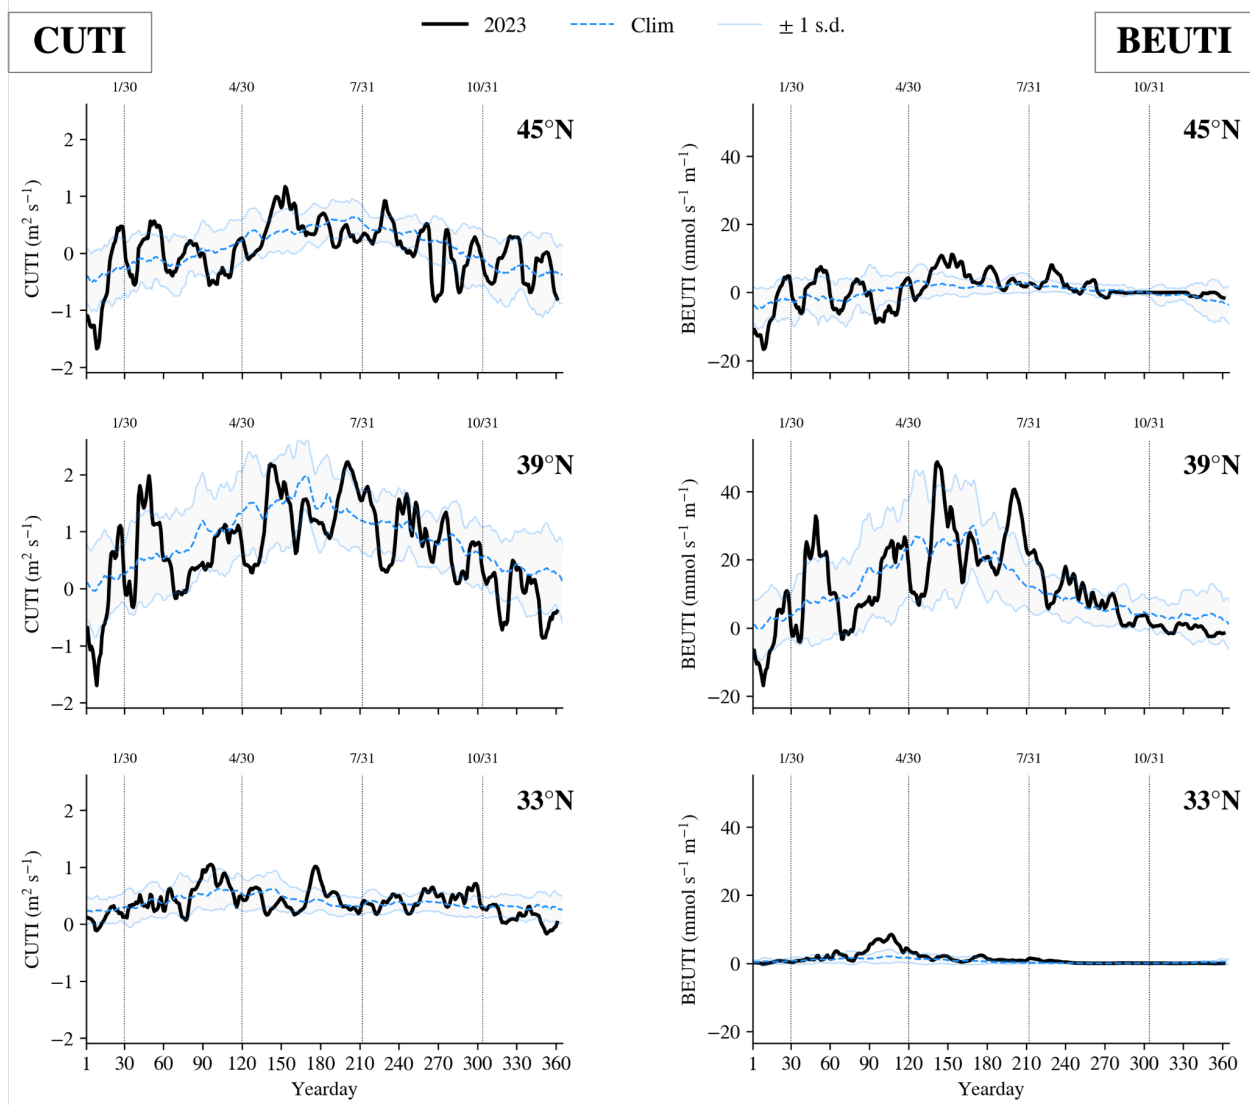 2023 Clim ± 1 s.d.
CUTI
BEUTI
1/30 4/30 7/31 10/31
45°N
2
1
0
−1
−2
CUTI (m² s⁻¹)
1/30 4/30 7/31 10/31
45°N
40
20
0
−20
BEUTI (mmol s⁻¹ m⁻¹)
1/30 4/30 7/31 10/31
39°N
2
1
0
−1
−2
CUTI (m² s⁻¹)
1/30 4/30 7/31 10/31
39°N
40
20
0
−20
BEUTI (mmol s⁻¹ m⁻¹)
1/30 4/30 7/31 10/31
33°N
2
1
0
−1
−2
CUTI (m² s⁻¹)
1 30 60 90 120 150 180 210 240 270 300 330 360
Yearday
1/30 4/30 7/31 10/31
33°N
40
20
0
−20
BEUTI (mmol s⁻¹ m⁻¹)
1 30 60 90 120 150 180 210 240 270 300 330 360
Yearday